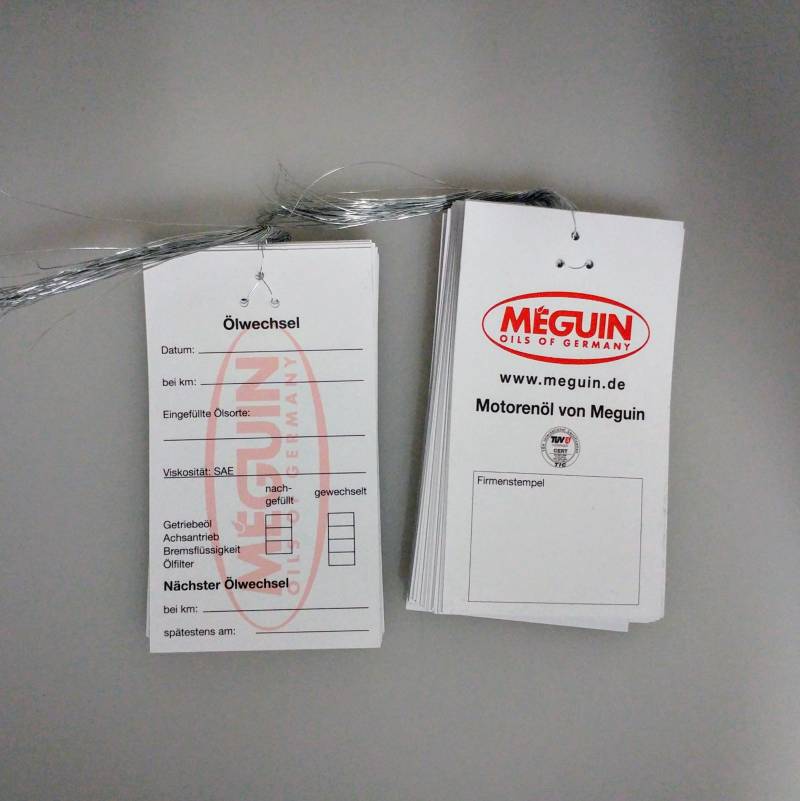 Ölwechsel
Datum:
bei km:
Eingefüllte Ölsorte:
Viskosität: SAE
nach-
gefüllt
gewechselt
Getriebeöl
Achsantrieb
Bremsflüssigkeit
Ölfilter
Nächster Ölwechsel
bei km:
spätestens am:
MEGUIN
OILS OF GERMANY
MEGUIN
OILS OF GERMANY
www.meguin.de
Motorenöl von Meguin
TÜV
CERT
TIC
Firmenstempel